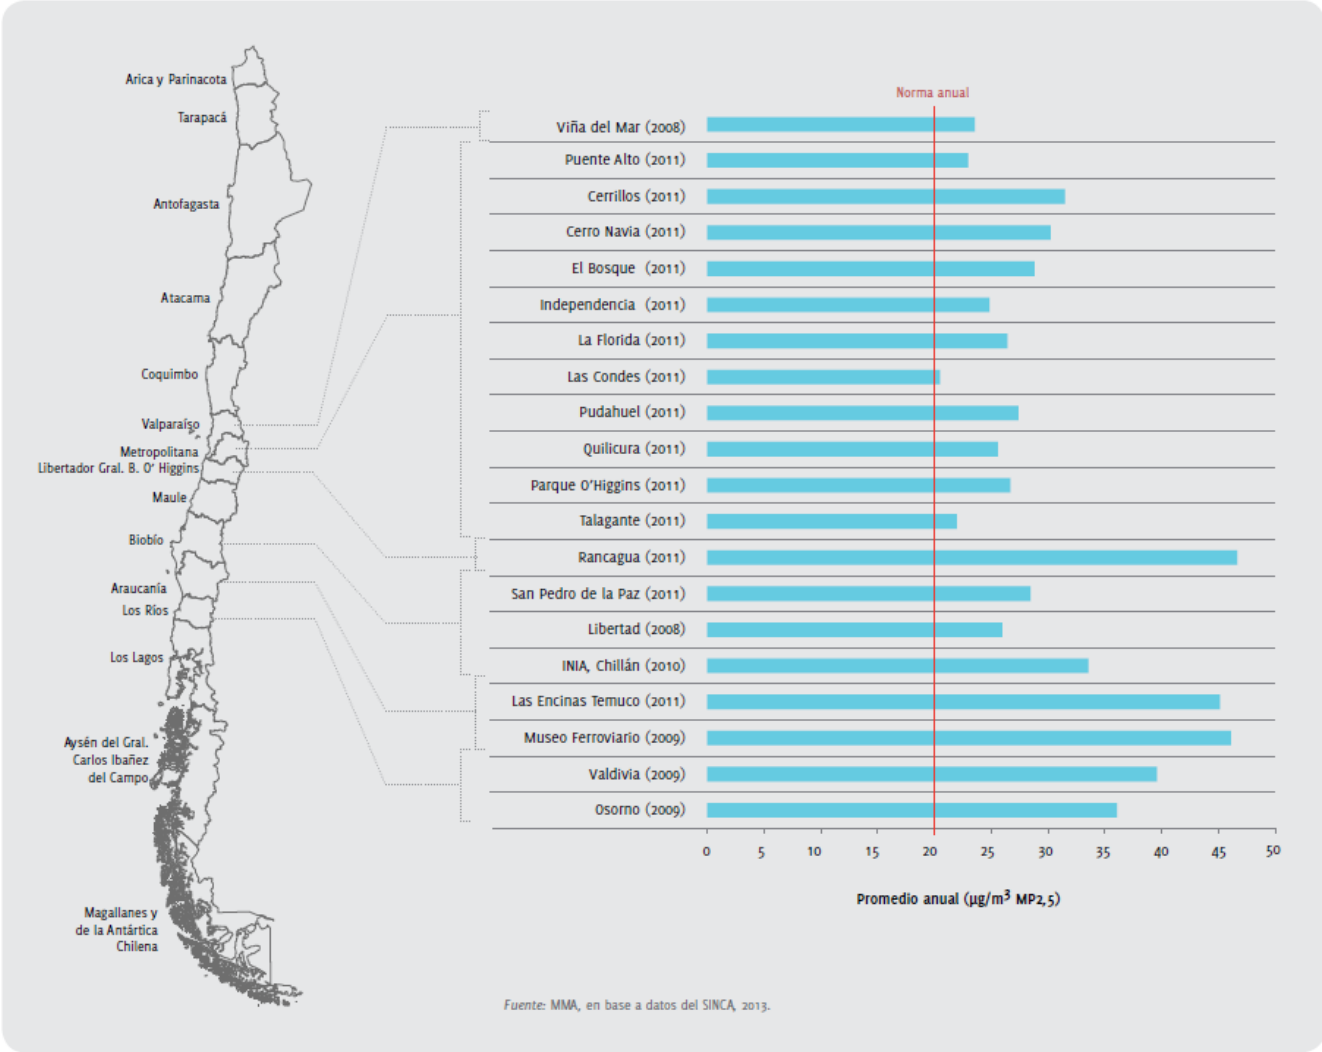 Arica y Parinacota
Tarapacá
Antofagasta
Atacama
Coquimbo
Valparaíso
Metropolitana
Libertador Gral. B. O' Higgins
Maule
Biobío
Araucanía
Los Ríos
Los Lagos
Aysén del Gral.
Carlos Ibañez
del Campo
Magallanes y
de la Antártica
Chilena
Norma anual
Viña del Mar (2008)
Puente Alto (2011)
Cerrillos (2011)
Cerro Navia (2011)
El Bosque (2011)
Independencia (2011)
La Florida (2011)
Las Condes (2011)
Pudahuel (2011)
Quilicura (2011)
Parque O'Higgins (2011)
Talagante (2011)
Rancagua (2011)
San Pedro de la Paz (2011)
Libertad (2008)
INIA, Chillán (2010)
Las Encinas Temuco (2011)
Museo Ferroviario (2009)
Valdivia (2009)
Osorno (2009)
0 5 10 15 20 25 30 35 40 45 50
Promedio anual (µg/m³ MP2,5)
Fuente: MMA, en base a datos del SINCA, 2013.